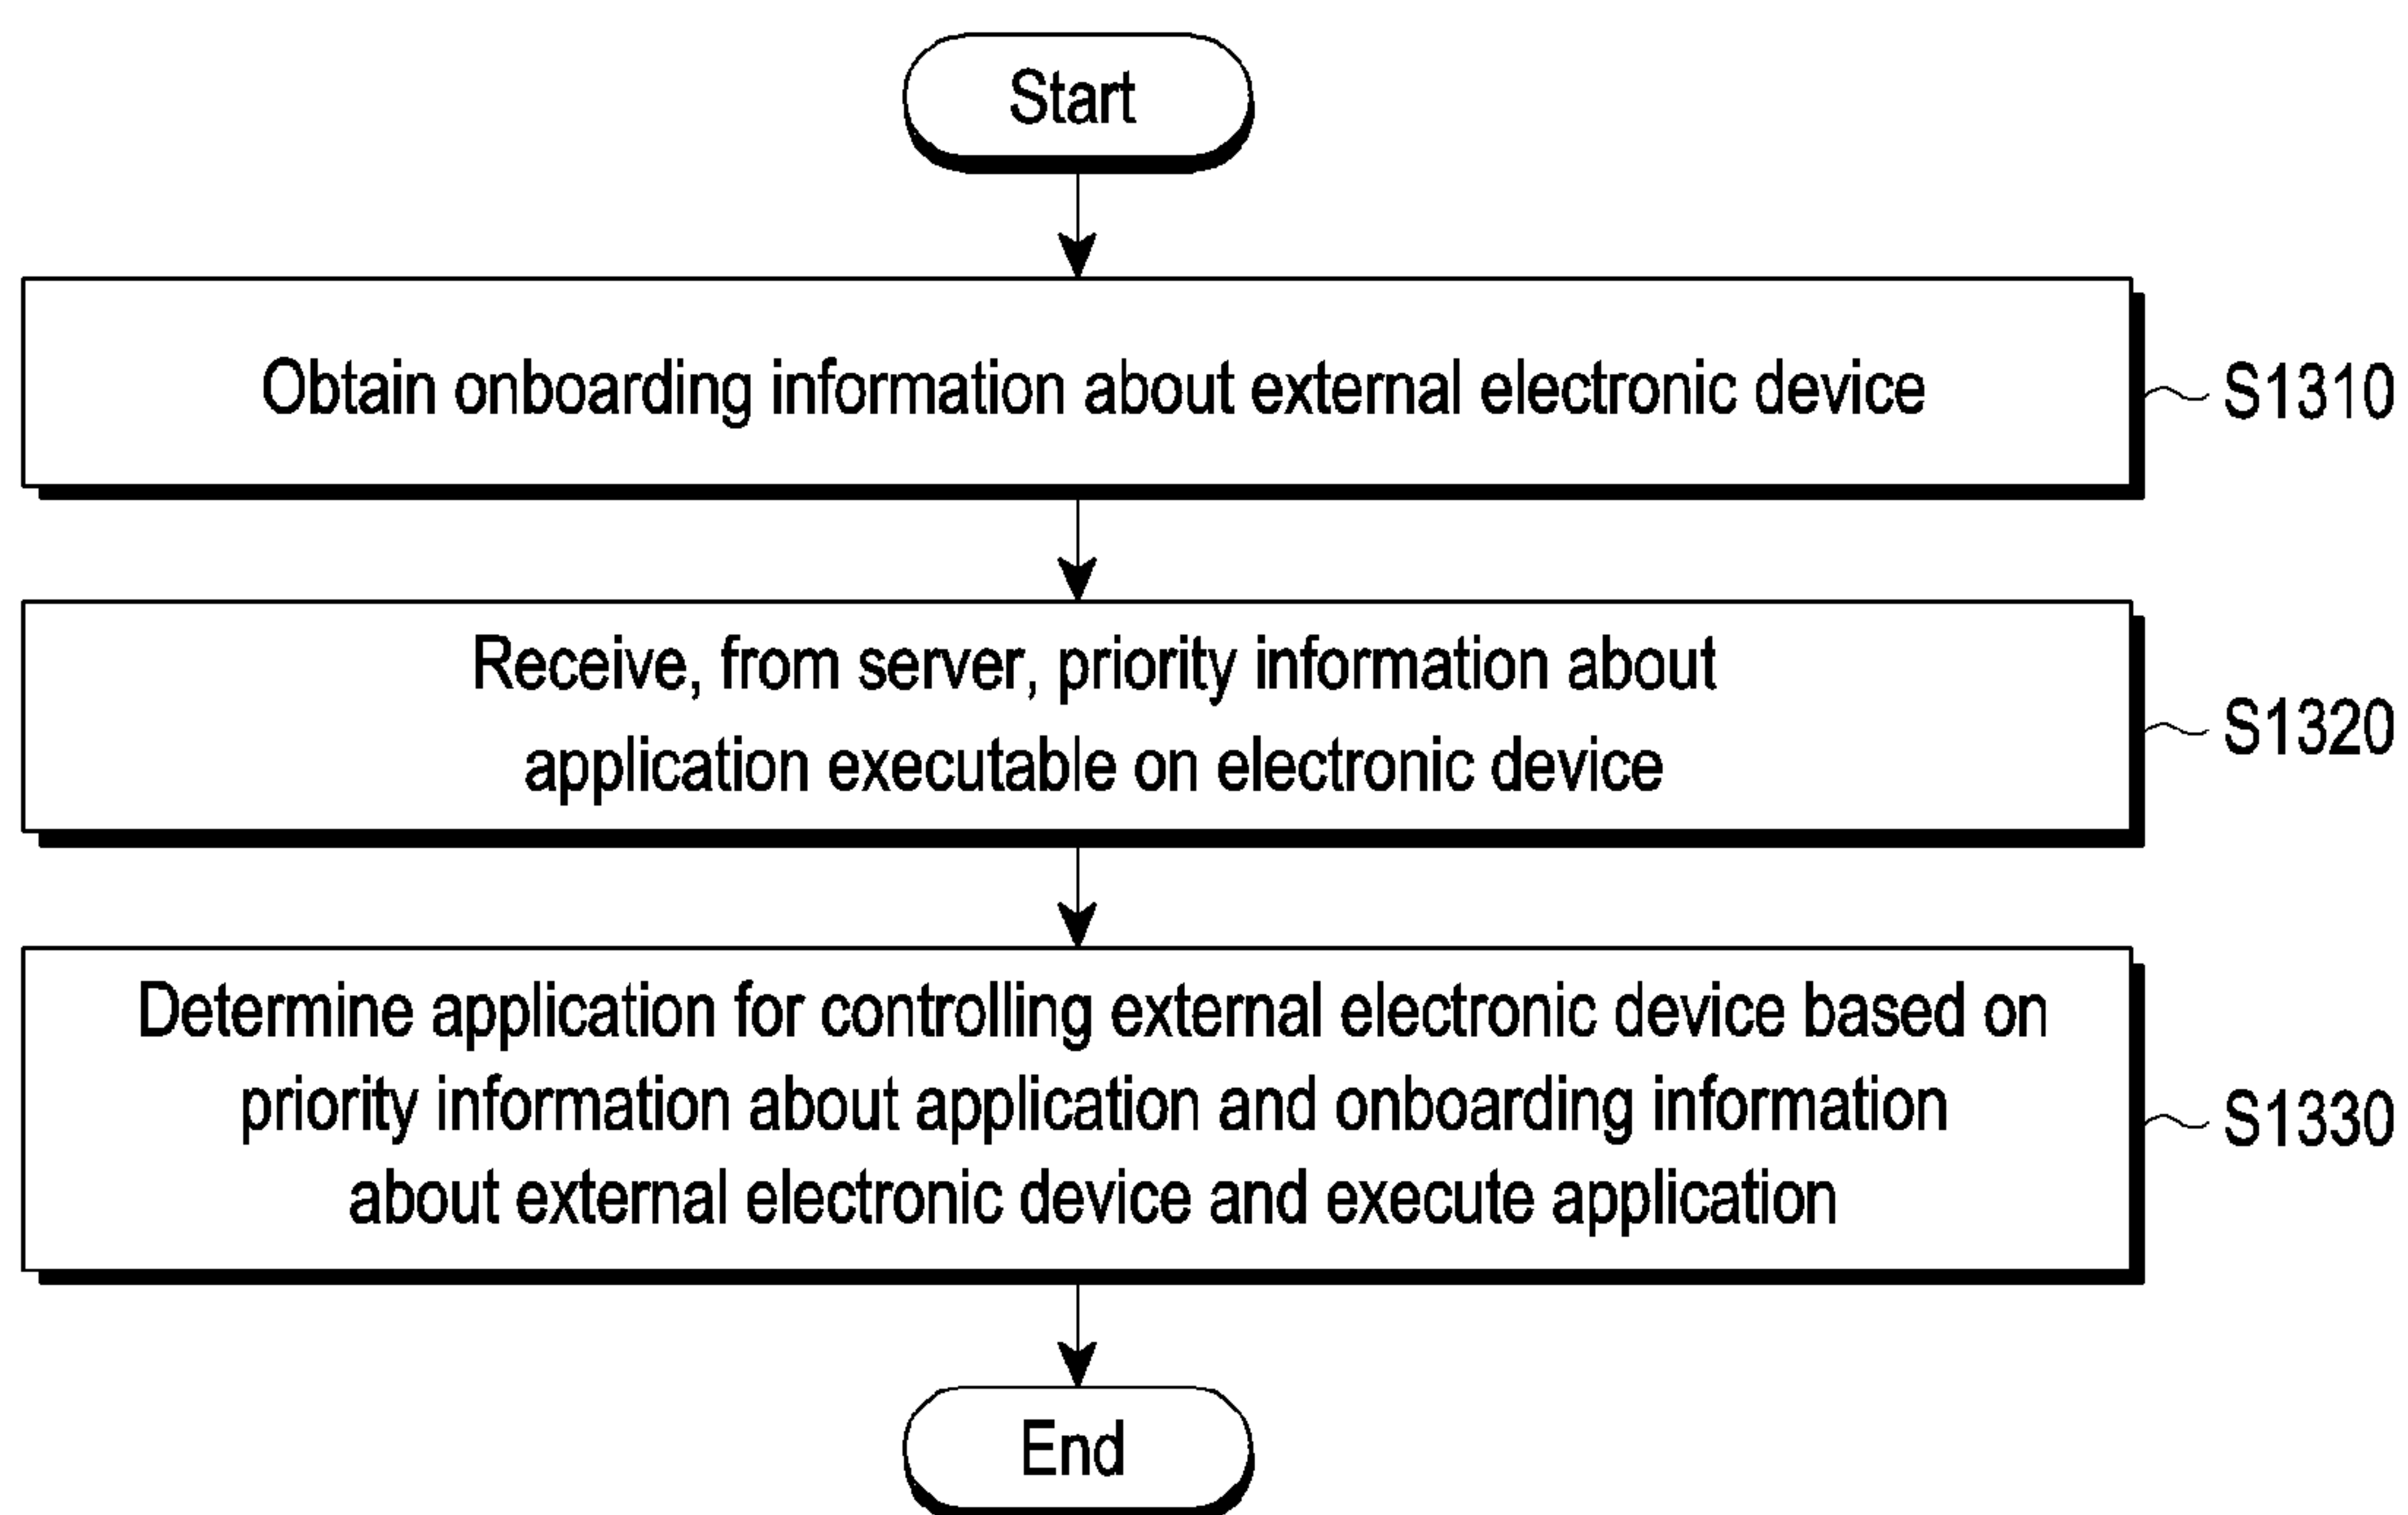 Start
Obtain onboarding information about external electronic device
S1310
Receive, from server, priority information about
application executable on electronic device
S1320
Determine application for controlling external electronic device based on
priority information about application and onboarding information
about external electronic device and execute application
S1330
End